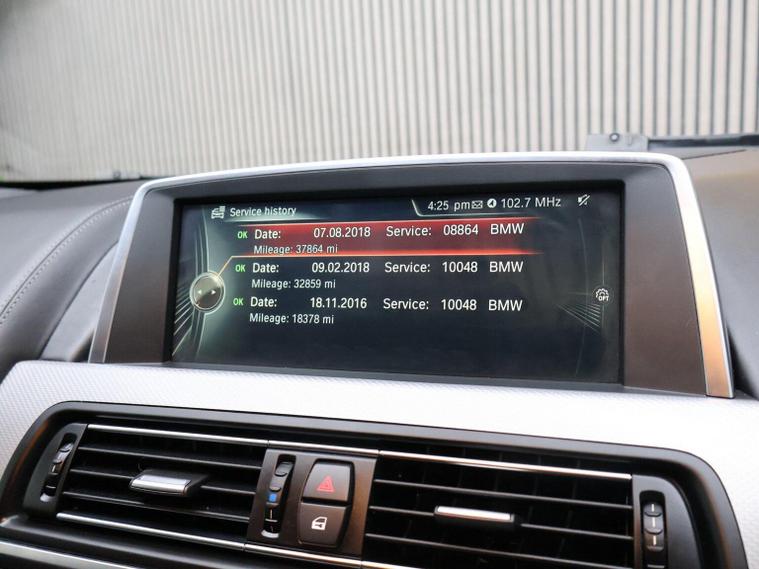 Service history 4:25 pm 102.7 MHz
OK Date: 07.08.2018 Service: 08864 BMW
Mileage: 37864 mi
OK Date: 09.02.2018 Service: 10048 BMW
Mileage: 32859 mi
OK Date: 18.11.2016 Service: 10048 BMW
Mileage: 18378 mi
OPT